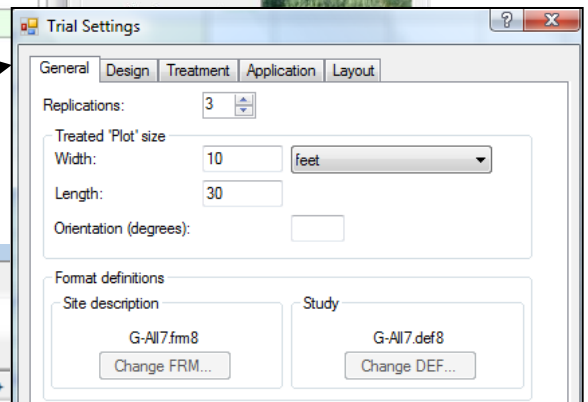 Trial Settings
General Design Treatment Application Layout
Replications: 3
Treated 'Plot' size
Width: 10 feet
Length: 30
Orientation (degrees):
Format definitions
Site description Study
G-All7.frm8 G-All7.def8
Change FRM... Change DEF...